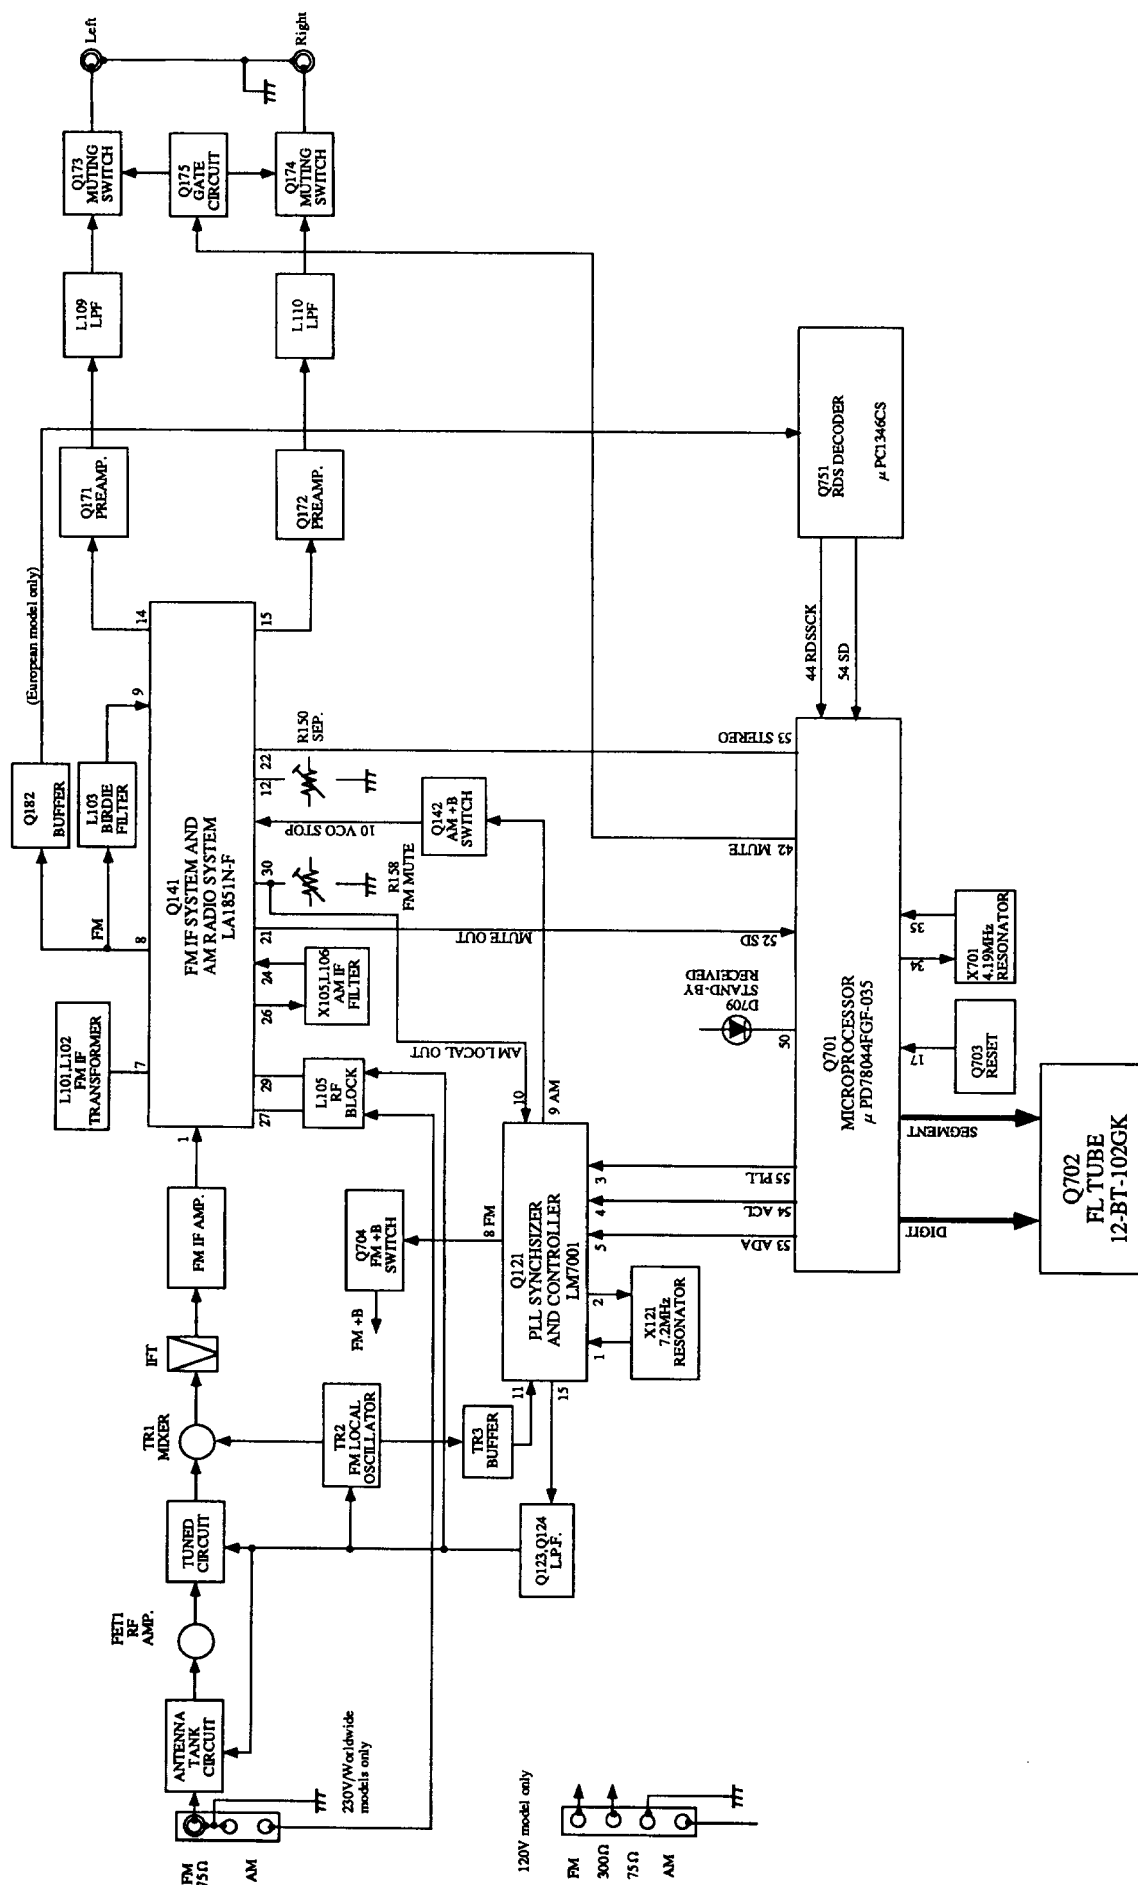 Left
Right
Q173
MUTING
SWITCH
Q175
GATE
CIRCUIT
Q174
MUTING
SWITCH
L109
LPF
L110
LPF
Q171
PREAMP.
Q172
PREAMP.
(European model only)
Q182
BUFFER
L103
BIRDIE
FILTER
FM
8
9
14
15
Q141
FM IF SYSTEM AND
AM RADIO SYSTEM
LA1851N-F
L101,L102
FM IF
TRANSFORMER
7
1
27
29
26
24
21
30
10 VCO STOP
12
22
R150
SEP.
R158
FM MUTE
Q142
AM +B
SWITCH
X105,L106
AM IF
FILTER
L105
RF
BLOCK
MUTE OUT
AM LOCAL OUT
FM IF AMP.
IFT
TR1
MIXER
TUNED
CIRCUIT
FET1
RF
AMP.
ANTENNA
TANK
CIRCUIT
FM
75Ω
AM
230V/Worldwide
models only
120V model only
FM
300Ω
75Ω
AM
TR2
FM LOCAL
OSCILLATOR
TR3
BUFFER
Q123,Q124
L.P.F.
Q704
FM +B
SWITCH
FM +B
8 FM
9 AM
10
11
15
Q121
PLL SYNCHSIZER
AND CONTROLLER
LM7001
1
2
5
4
3
X121
7.2MHz
RESONATOR
53 ADA
54 ACL
55 PLL
50
D709
STAND-BY
RECEIVED
52 SD
42 MUTE
53 STEREO
44 RDSSCK
54 SD
Q751
RDS DECODER
μPC1346CS
Q701
MICROPROCESSOR
μPD78044FGF-035
17
34
35
Q703
RESET
X701
4.19MHz
RESONATOR
DIGIT
SEGMENT
Q702
FL TUBE
12-BT-102GK